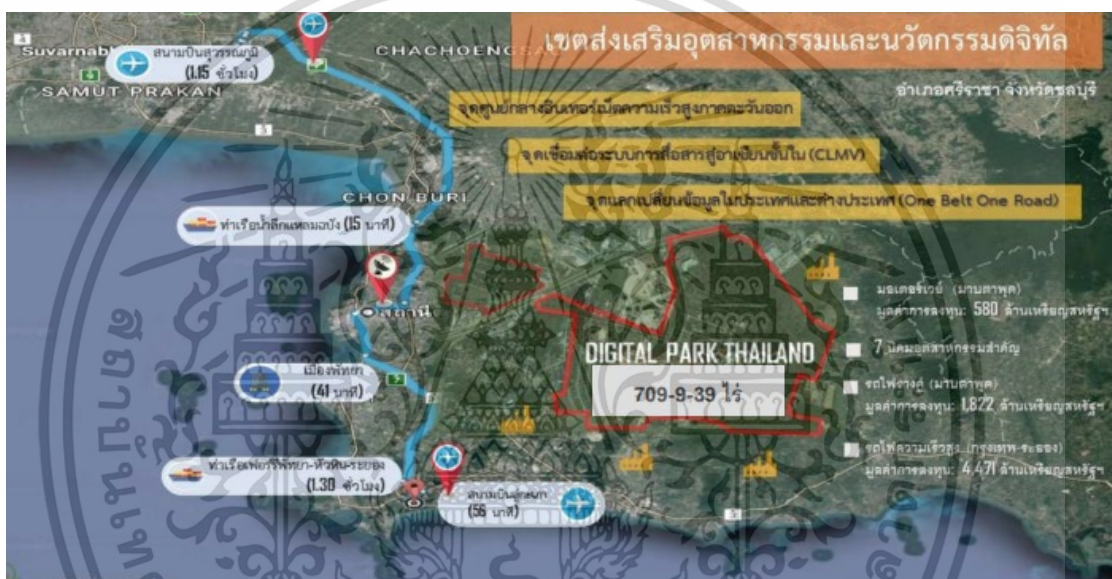 เขตส่งเสริมอุตสาหกรรมและนวัตกรรมดิจิทัล
อำเภอศรีราชา จังหวัดชลบุรี
จุดศูนย์กลางอินเทอร์เน็ตความเร็วสูงภาคตะวันออก
จุดเชื่อมต่อระบบการสื่อสารสู่อาเซียนชั้นใน (CLMV)
จุดแลกเปลี่ยนข้อมูลในประเทศและต่างประเทศ (One Belt One Road)
4
Suvarnab
สนามบินสุวรรณภูมิ
(1.15 ชั่วโมง)
SAMUT PRAKAN
CHACHOENGSA
3
CHON BURI
ท่าเรือน้ำลึกแหลมฉบัง (15 นาที)
สถานี
เมืองพัทยา
(41 นาที)
7
ท่าเรือเฟอร์รี่พัทยา-หัวหิน-ระยอง
(1.30 ชั่วโมง)
สนามบินอู่ตะเภา
(56 นาที)
3
DIGITAL PARK THAILAND
709-9-39 ไร่
มอเตอร์เวย์ (มาบตาพุด)
มูลค่าการลงทุน: 580 ล้านเหรียญสหรัฐฯ
7 นิคมอุตสาหกรรมสำคัญ
รถไฟรางคู่ (มาบตาพุด)
มูลค่าการลงทุน: 1,822 ล้านเหรียญสหรัฐฯ
รถไฟความเร็วสูง (กรุงเทพ-ระยอง)
มูลค่าการลงทุน: 4,471 ล้านเหรียญสหรัฐฯ